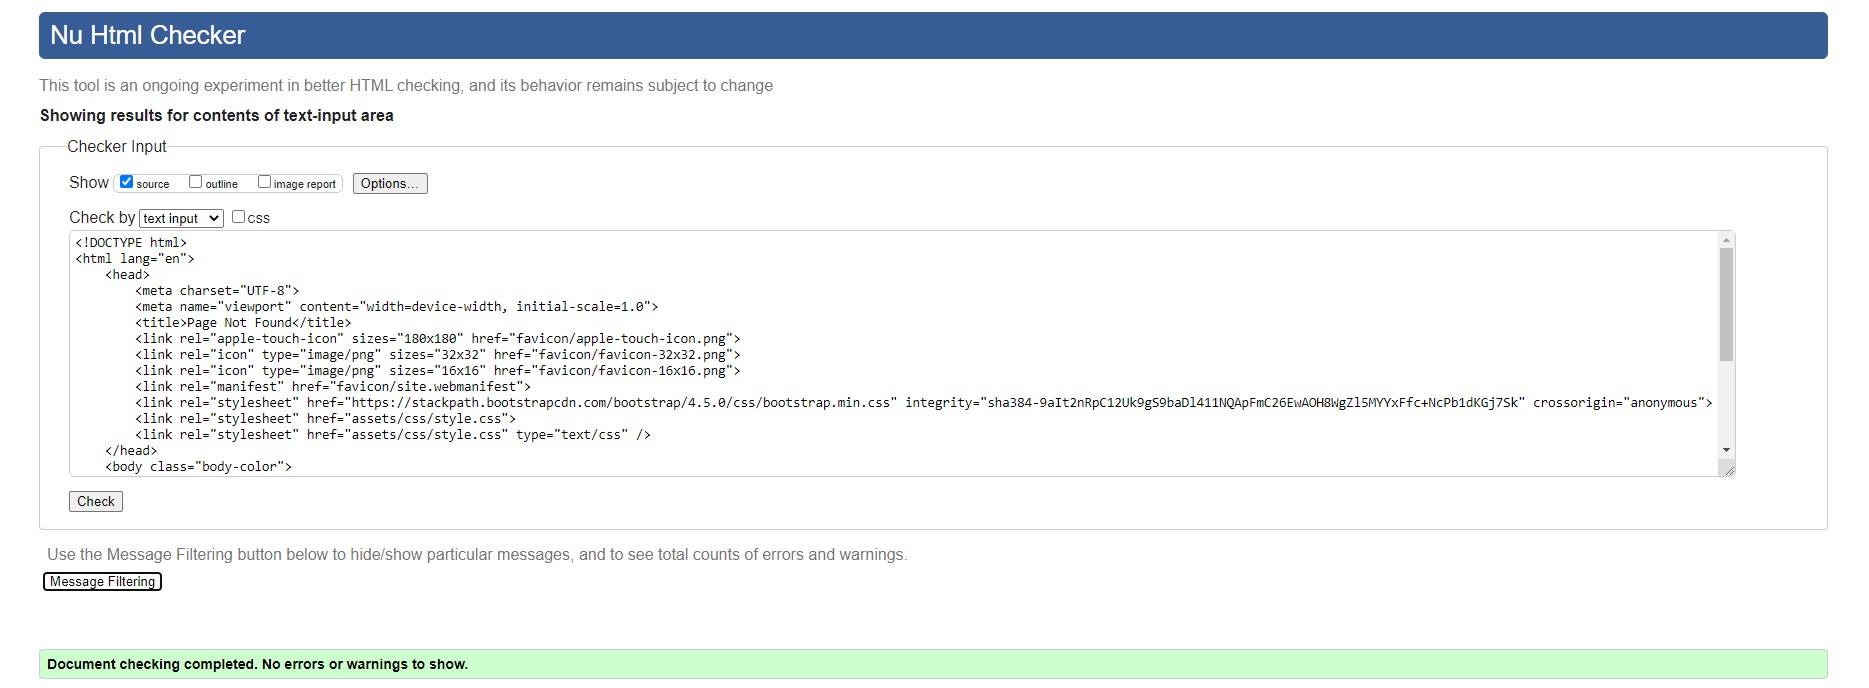 Nu Html Checker
This tool is an ongoing experiment in better HTML checking, and its behavior remains subject to change
Showing results for contents of text-input area
Checker Input
Show source outline image report Options...
Check by text input css
<!DOCTYPE html>
<html lang="en">
<head>
<meta charset="UTF-8">
<meta name="viewport" content="width=device-width, initial-scale=1.0">
<title>Page Not Found</title>
<link rel="apple-touch-icon" sizes="180x180" href="favicon/apple-touch-icon.png">
<link rel="icon" type="image/png" sizes="32x32" href="favicon/favicon-32x32.png">
<link rel="icon" type="image/png" sizes="16x16" href="favicon/favicon-16x16.png">
<link rel="manifest" href="favicon/site.webmanifest">
<link rel="stylesheet" href="https://stackpath.bootstrapcdn.com/bootstrap/4.5.0/css/bootstrap.min.css" integrity="sha384-9aIt2nRpC12Uk9gS9baDl411NQApFmC26EwAOH8WgZl5MYYxFfc+NcPb1dKGj7Sk" crossorigin="anonymous">
<link rel="stylesheet" href="assets/css/style.css">
<link rel="stylesheet" href="assets/css/style.css" type="text/css" />
</head>
<body class="body-color">
Check
Use the Message Filtering button below to hide/show particular messages, and to see total counts of errors and warnings.
Message Filtering
Document checking completed. No errors or warnings to show.